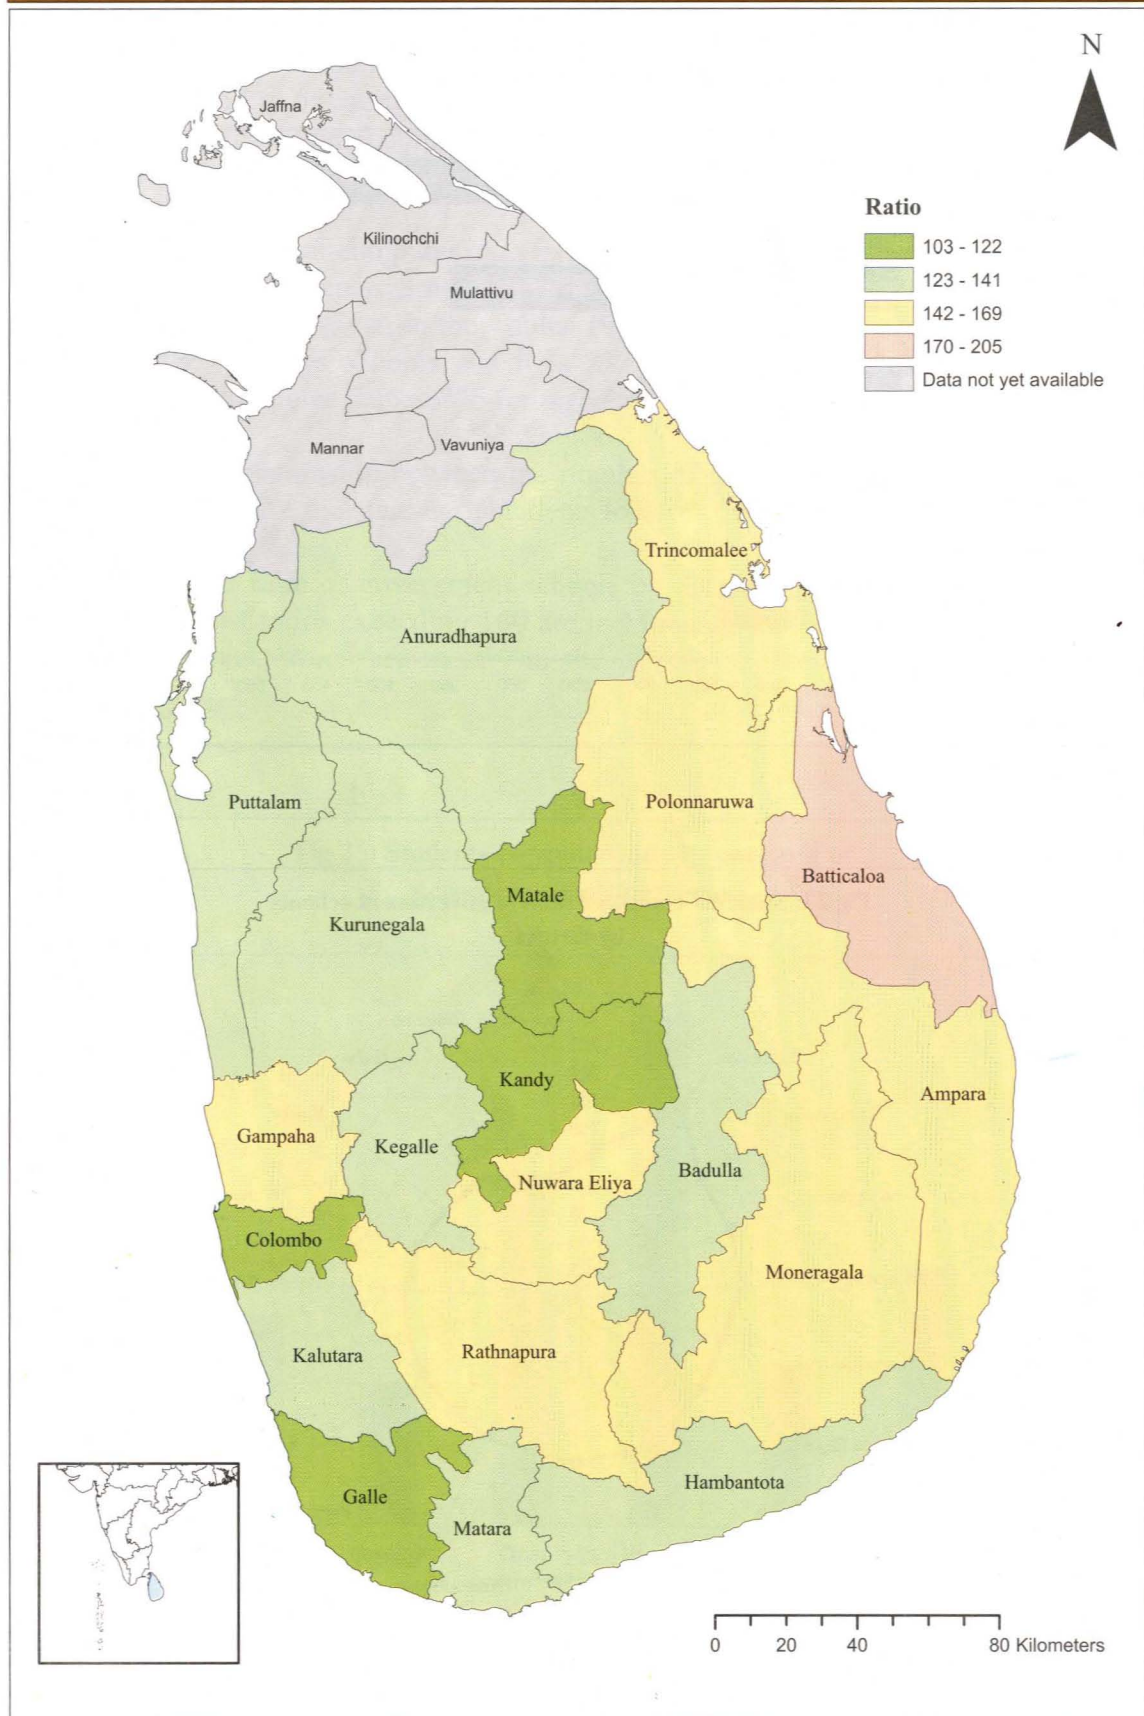 N
Jaffna
Ratio
Kilinochchi
103 - 122
123 - 141
Mulattivu
142 - 169
170 - 205
Data not yet available
Mannar
Vavuniya
Trincomalee
Anuradhapura
Puttalam
Polonnaruwa
Batticaloa
Matale
Kurunegala
Kandy
Ampara
Gampaha
Kegalle
Badulla
Nuwara Eliya
Colombo
Moneragala
Rathnapura
Kalutara
Hambantota
Galle
Matara
0 20 40 80 Kilometers